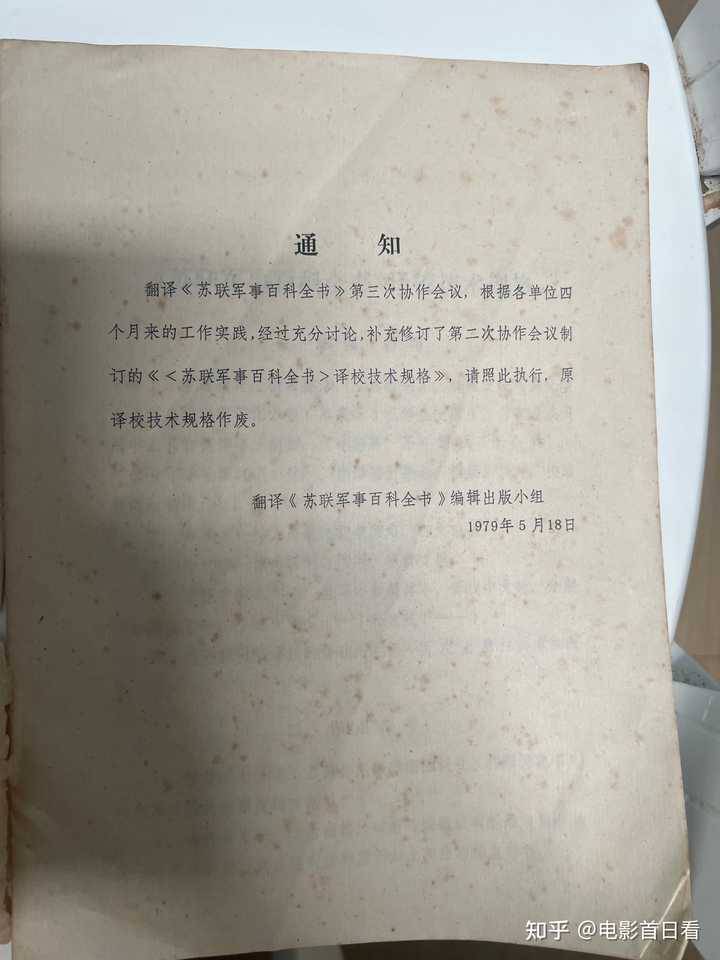 通 知
翻译《苏联军事百科全书》第三次协作会议，根据各单位四
个月来的工作实践，经过充分讨论，补充修订了第二次协作会议制
订的《＜苏联军事百科全书＞译校技术规格》，请照此执行，原
译校技术规格作废。
翻译《苏联军事百科全书》编辑出版小组
1979年5月18日
知乎 @电影首日看